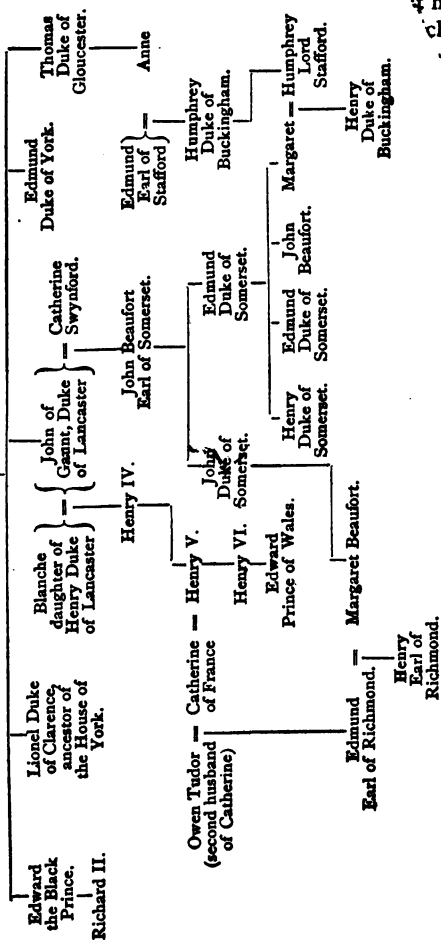 Edward
the Black
Prince.
Richard II.
Lionel Duke
of Clarence,
ancestor of
the House of
York.
Blanche
daughter of
Henry Duke
of Lancaster
=
John of
Gaunt, Duke
of Lancaster
=
Catherine
Swynford.
Edmund
Duke of York.
Thomas
Duke of
Gloucester.
Henry IV.
John Beaufort
Earl of Somerset.
Edmund
Earl of
Stafford
=
Anne
Owen Tudor = Catherine = Henry V.
(second husband
of Catherine)
of France
John
Duke of
Somerset.
Edmund
Duke of
Somerset.
Humphrey
Duke of
Buckingham.
Henry VI.
Edward
Prince of Wales.
Henry
Duke of
Somerset.
Edmund
Duke of
Somerset.
John
Beaufort.
Margaret = Humphrey
Lord
Stafford.
Edmund
Earl of Richmond.
=
Margaret Beaufort.
Henry
Duke of
Buckingham.
Henry
Earl of
Richmond.